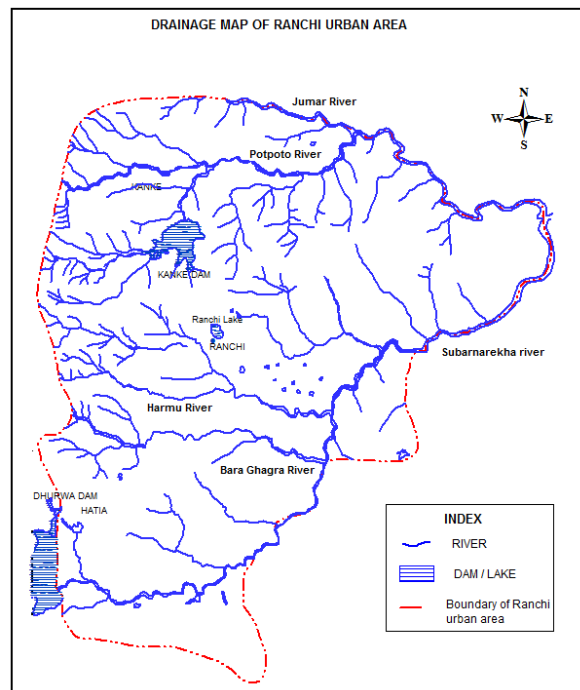 DRAINAGE MAP OF RANCHI URBAN AREA
Jumar River
N
W E
S
Potpoto River
KANKE
KANKE DAM
Ranchi Lake
RANCHI
Subarnarekha river
Harmu River
Bara Ghagra River
DHURWA DAM
HATIA
INDEX
RIVER
DAM / LAKE
Boundary of Ranchi
urban area